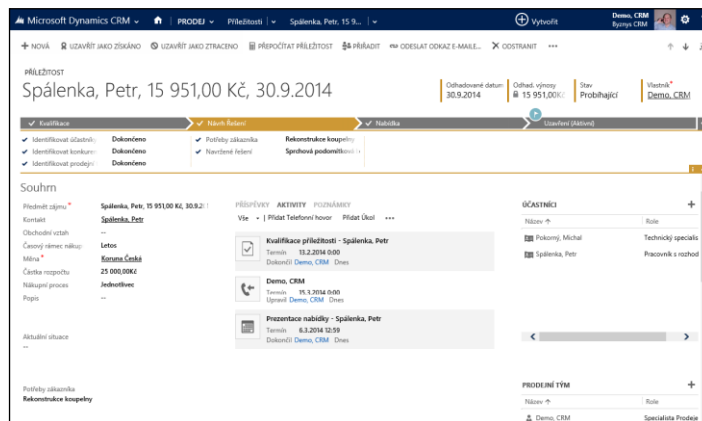 Microsoft Dynamics CRM
PRODEJ
Příležitosti
Spálenka, Petr, 15 9...
Vytvořit
Demo, CRM
Byznys CRM
NOVÁ
UZAVŘÍT JAKO ZÍSKÁNO
UZAVŘÍT JAKO ZTRACENO
PŘEPOČÍTAT PŘÍLEŽITOST
PŘIŘADIT
ODESLAT ODKAZ E-MAILE...
ODSTRANIT
PŘÍLEŽITOST
Spálenka, Petr, 15 951,00 Kč, 30.9.2014
Odhadované datum
30.9.2014
Odhad. výnosy
15 951,00Kč
Stav
Probíhající
Vlastník*
Demo, CRM
Kvalifikace
Návrh Řešení
Nabídka
Uzavření (Aktivní)
Identifikovat účastníky Dokončeno
Identifikovat konkuren Dokončeno
Identifikovat prodejní Dokončeno
Potřeby zákazníka Rekonstrukce koupelny
Navržené řešení Sprchová podomítková
Souhrn
Předmět zájmu * Spálenka, Petr, 15 951,00 Kč, 30.9.2
Kontakt Spálenka, Petr
Obchodní vztah --
Časový rámec nákup Letos
Měna * Koruna Česká
Částka rozpočtu 25 000,00Kč
Nákupní proces Jednotlivec
Popis --
Aktuální situace
--
Potřeby zákazníka
Rekonstrukce koupelny
PŘÍSPĚVKY AKTIVITY POZNÁMKY
Vše | Přidat Telefonní hovor Přidat Úkol
Kvalifikace příležitosti - Spálenka, Petr
Termín 13.2.2014 0:00
Dokončil Demo, CRM Dnes
Demo, CRM
Termín 15.3.2014 0:00
Upravil Demo, CRM Dnes
Prezentace nabídky - Spálenka, Petr
Termín 6.3.2014 12:59
Dokončil Demo, CRM Dnes
ÚČASTNÍCI
Název Role
Pokorný, Michal Technický specialis
Spálenka, Petr Pracovník s rozhod
PRODEJNÍ TÝM
Název Role
Demo, CRM Specialista Prodeje